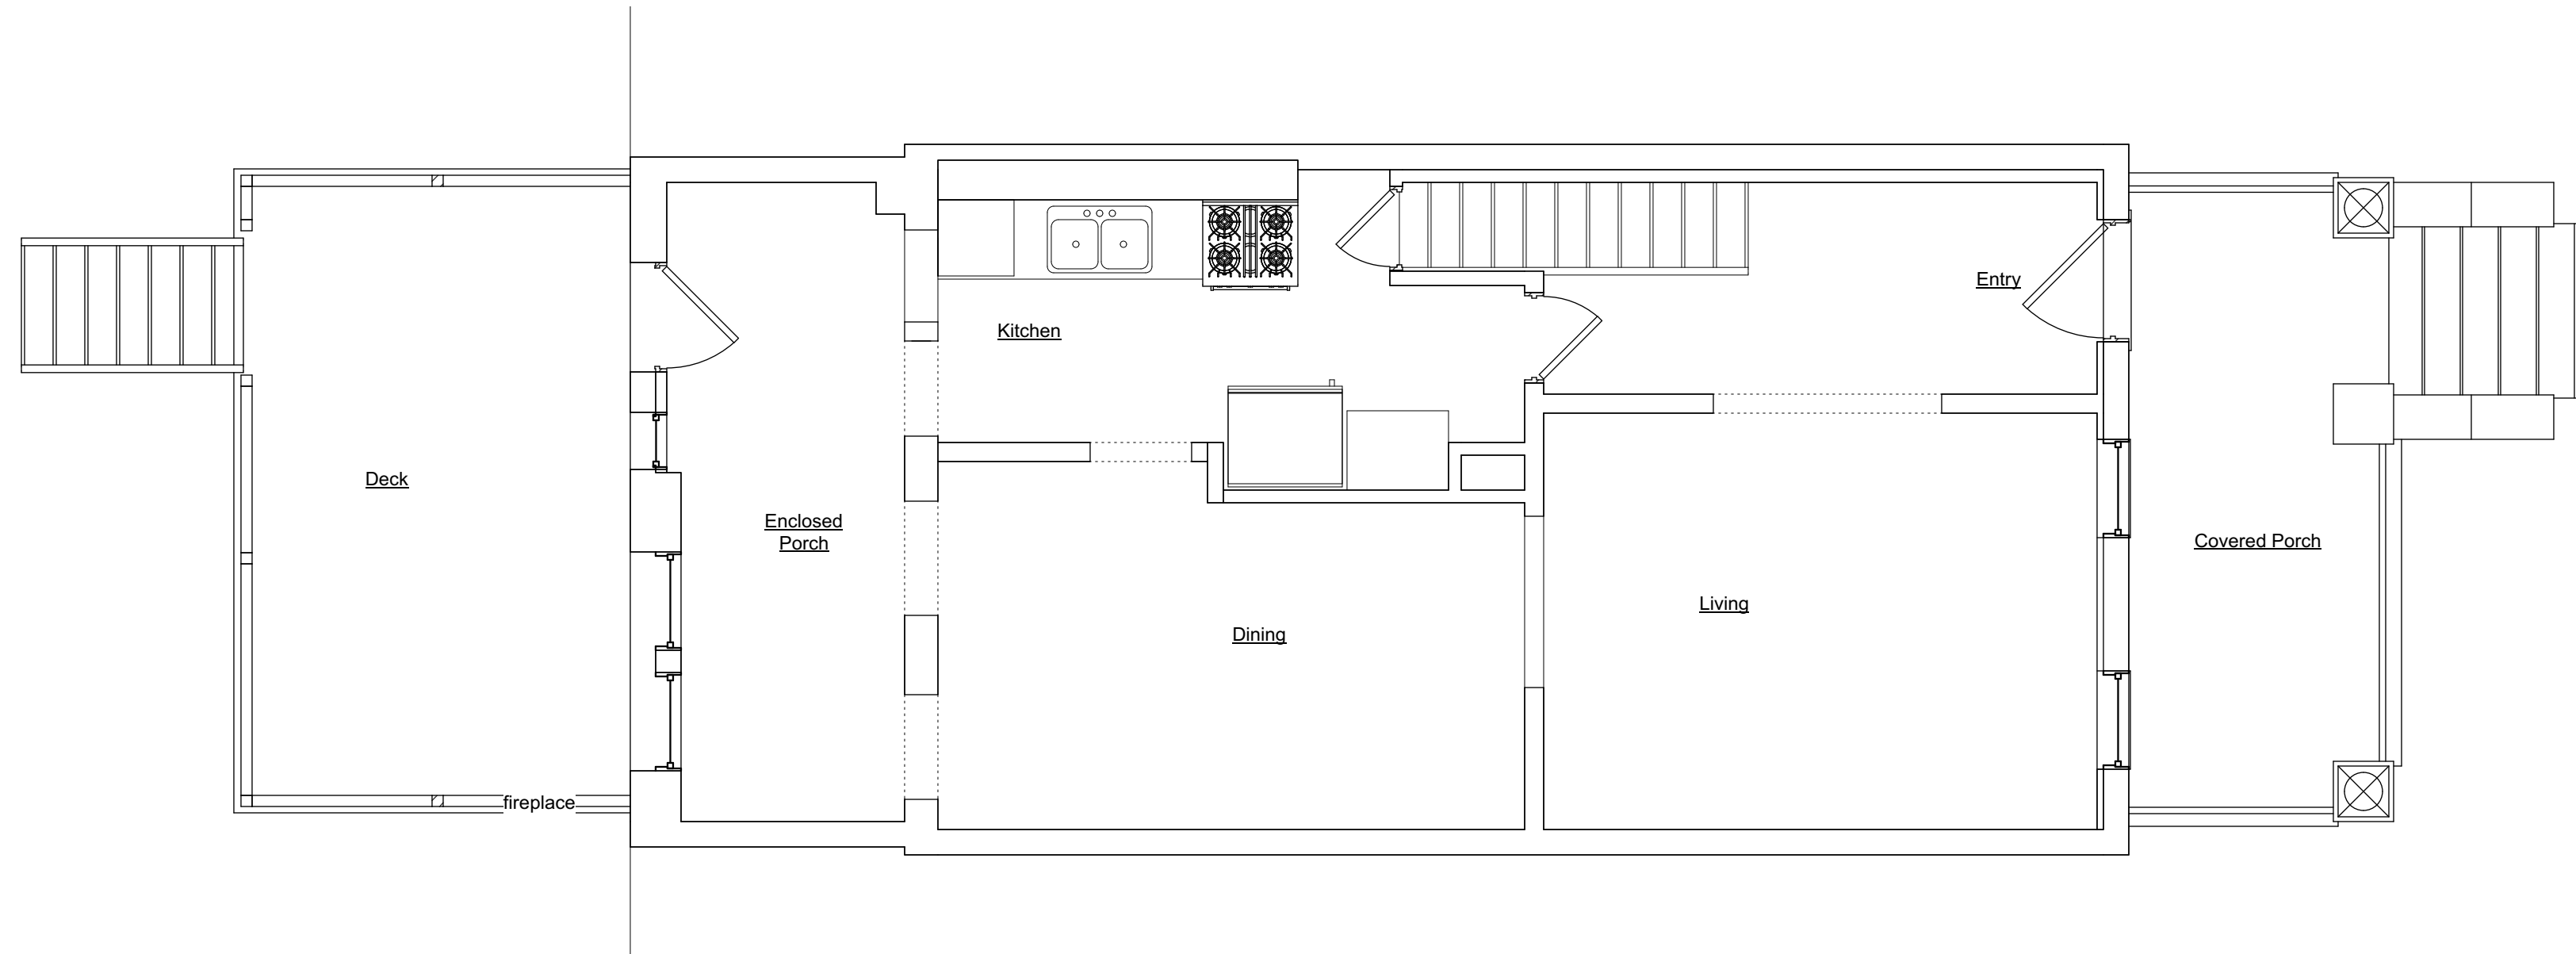 Entry
Kitchen
Deck
Enclosed
Porch
Covered Porch
Living
Dining
fireplace